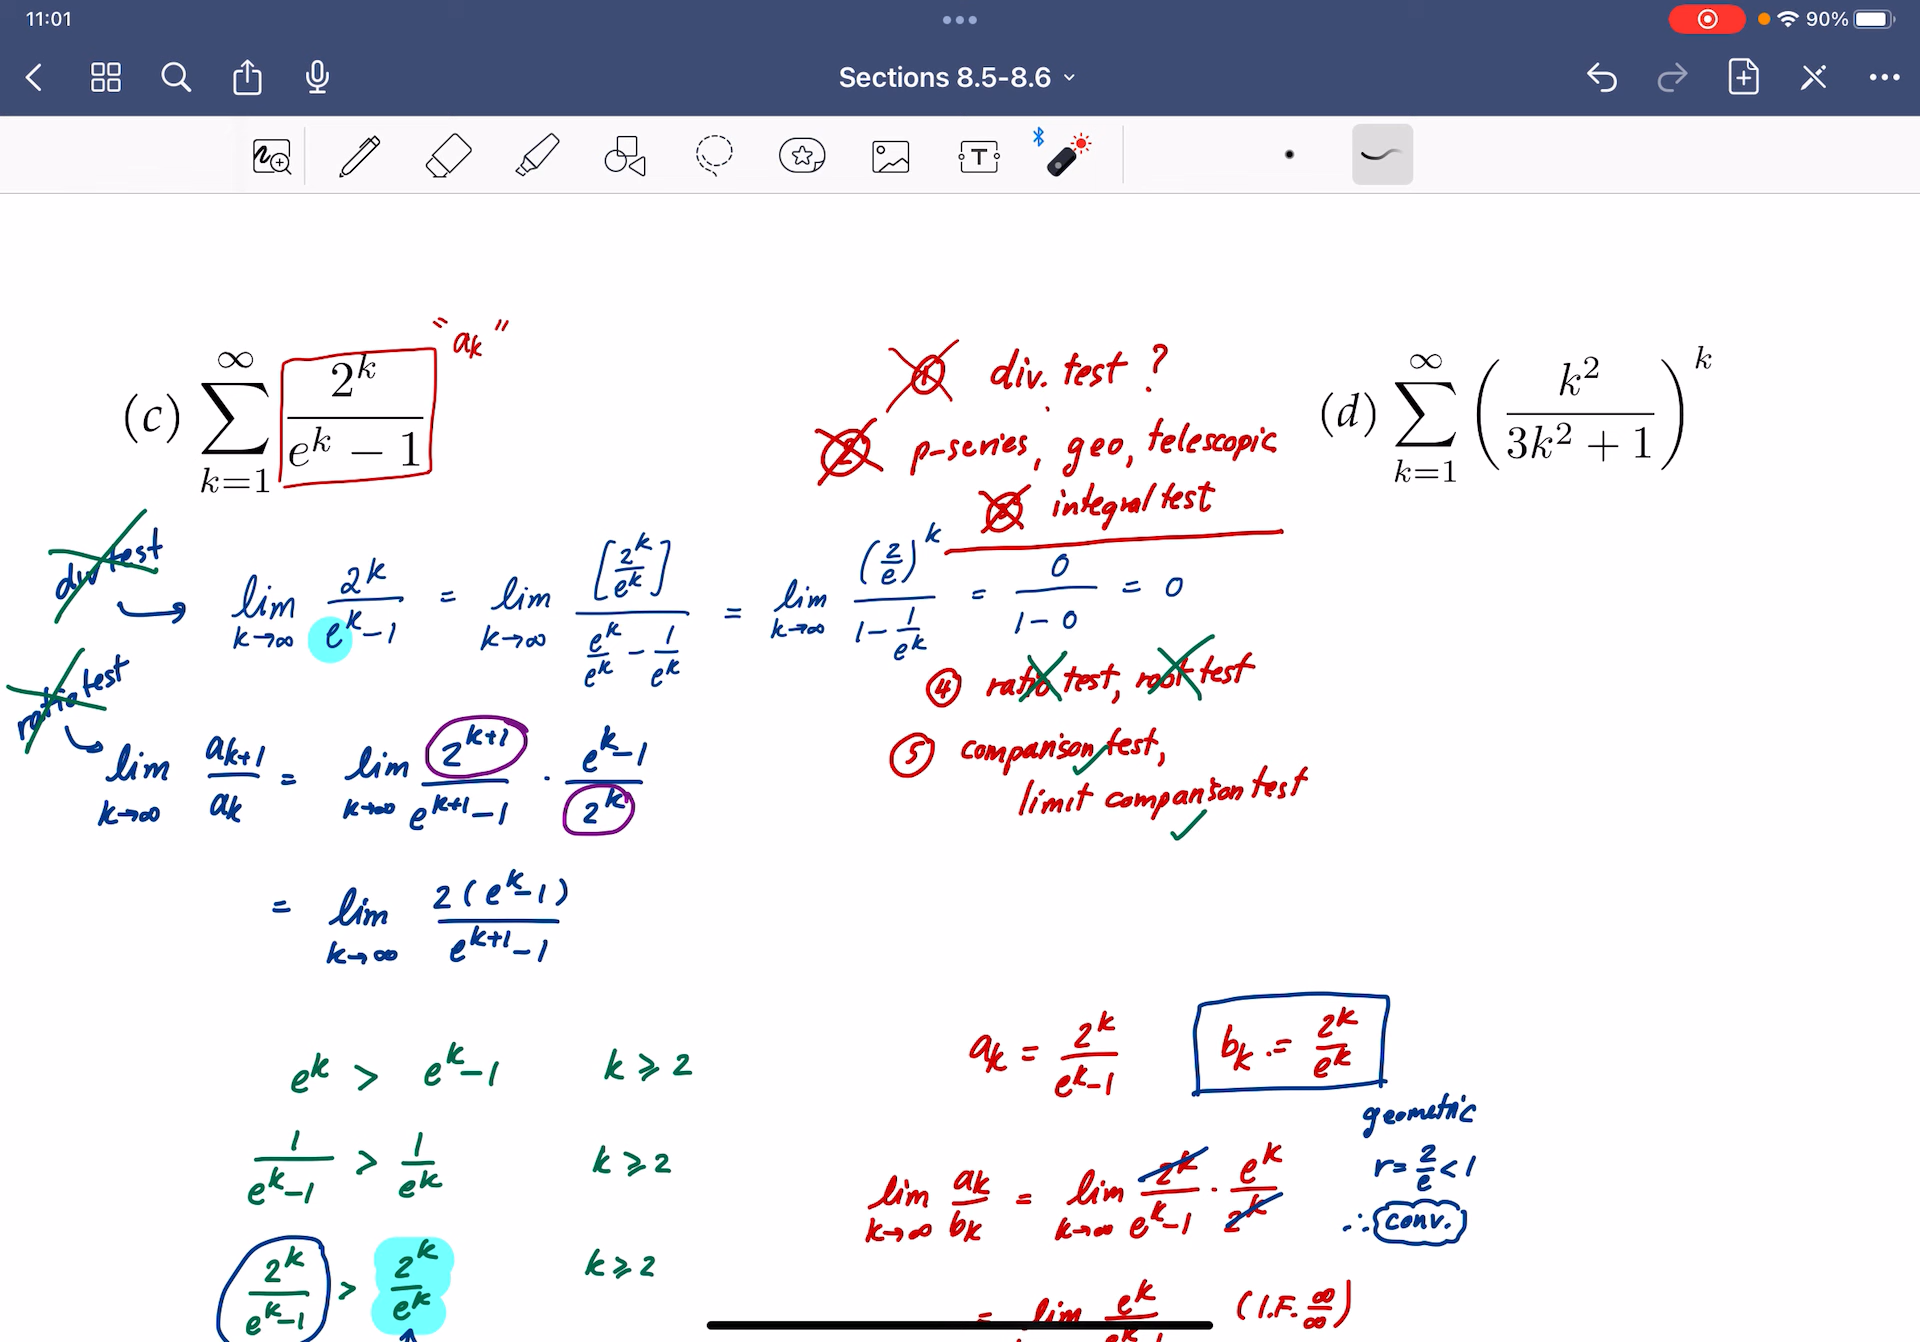 11:01
90%
Sections 8.5-8.6
T
(c) ∑_{k=1}^{∞} 2^k / (e^k − 1) "a_k"
① div. test ?
② p-series, geo, telescopic
③ integral test
(d) ∑_{k=1}^{∞} (k^2 / (3k^2 + 1))^k
div test
lim_{k→∞} 2^k / (e^k − 1) = lim_{k→∞} [2^k / e^k] / (e^k / e^k − 1 / e^k) = lim_{k→∞} (2/e)^k / (1 − 1/e^k) = 0 / (1 − 0) = 0
④ ratio test, root test
⑤ comparison test,
limit comparison test
ratio test
lim_{k→∞} a_{k+1} / a_k = lim_{k→∞} 2^{k+1} / (e^{k+1} − 1) · (e^k − 1) / 2^k
= lim_{k→∞} 2(e^k − 1) / (e^{k+1} − 1)
e^k > e^k − 1 k ⩾ 2
1 / (e^k − 1) > 1 / e^k k ⩾ 2
2^k / (e^k − 1) > 2^k / e^k k ⩾ 2
a_k = 2^k / (e^k − 1) b_k := 2^k / e^k
geometric
r = 2/e < 1
∴ conv.
lim_{k→∞} a_k / b_k = lim_{k→∞} 2^k / (e^k − 1) · e^k / 2^k
= lim e^k / (e^k − 1) (I.F. ∞/∞)